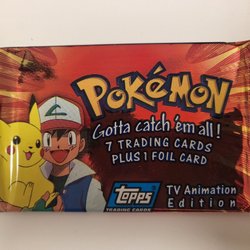 POKéMON
Gotta catch 'em all!
7 TRADING CARDS
PLUS 1 FOIL CARD
topps
TRADING CARDS
TV Animation
Edition